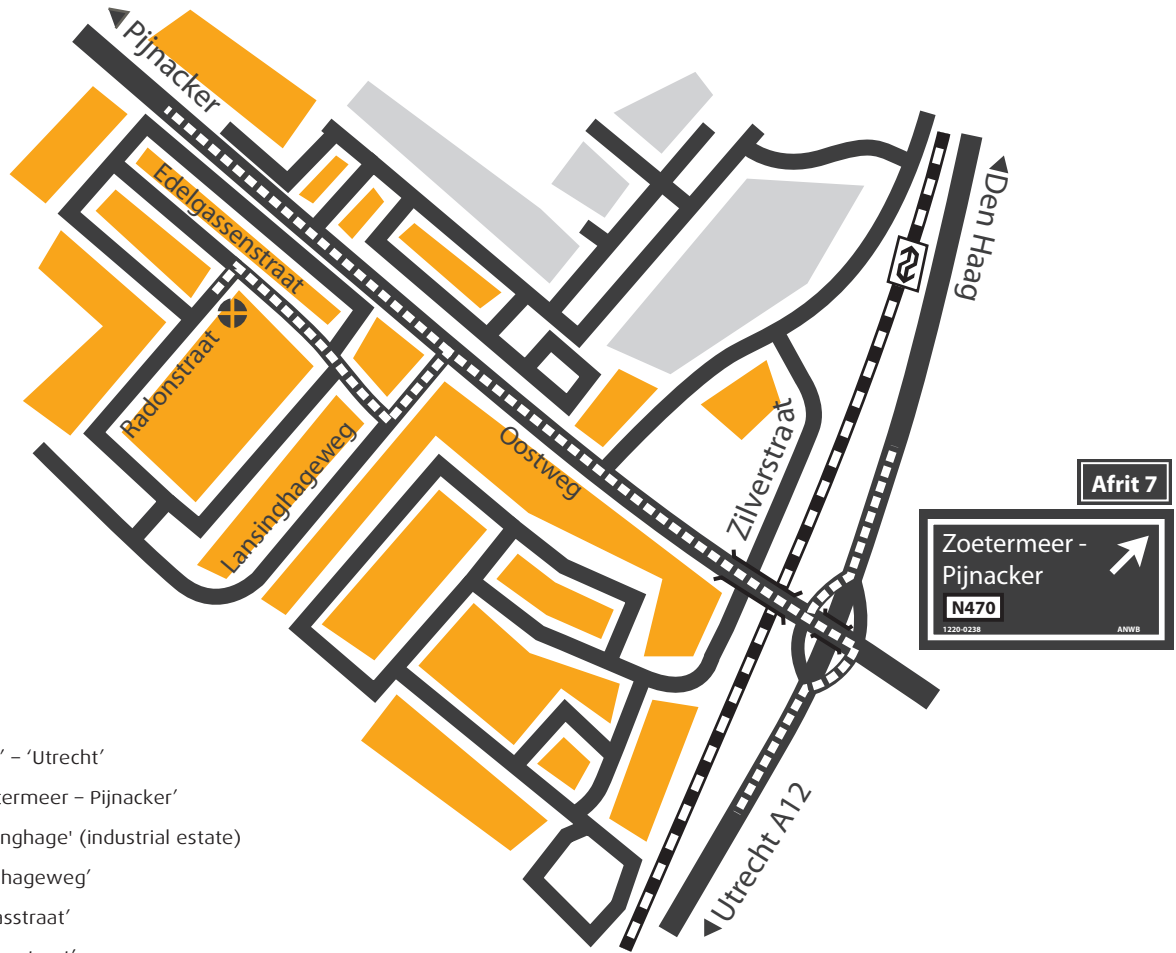 Pijnacker
Edelgassenstraat
Radonstraat
Lansinghageweg
Oostweg
Zilverstraat
Den Haag
Utrecht A12
Afrit 7
Zoetermeer -
Pijnacker
N470
1220-0238
ANWB
’ – ‘Utrecht’
termeer – Pijnacker’
inghage' (industrial estate)
hageweg’
sstraat’